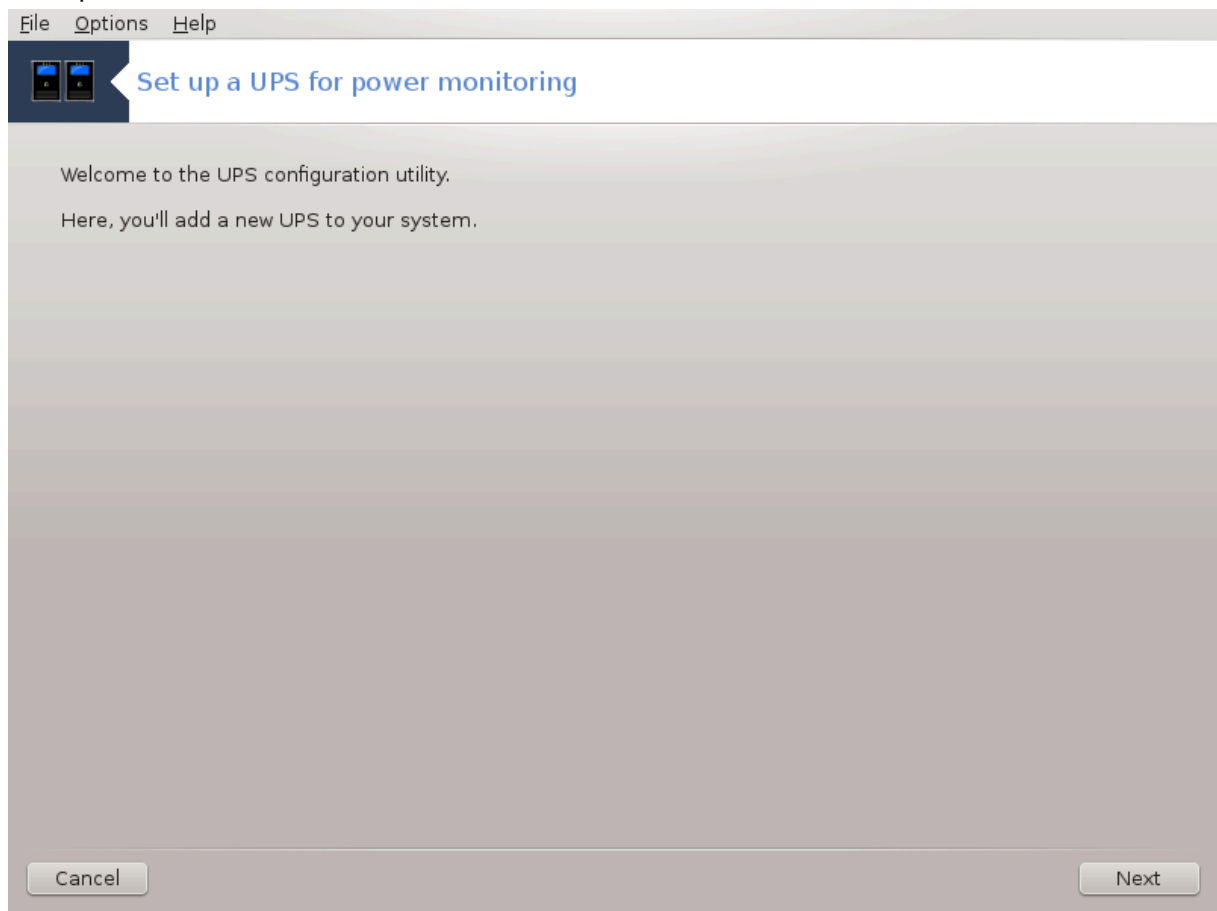 File Options Help
Set up a UPS for power monitoring
Welcome to the UPS configuration utility.
Here, you'll add a new UPS to your system.
Cancel Next